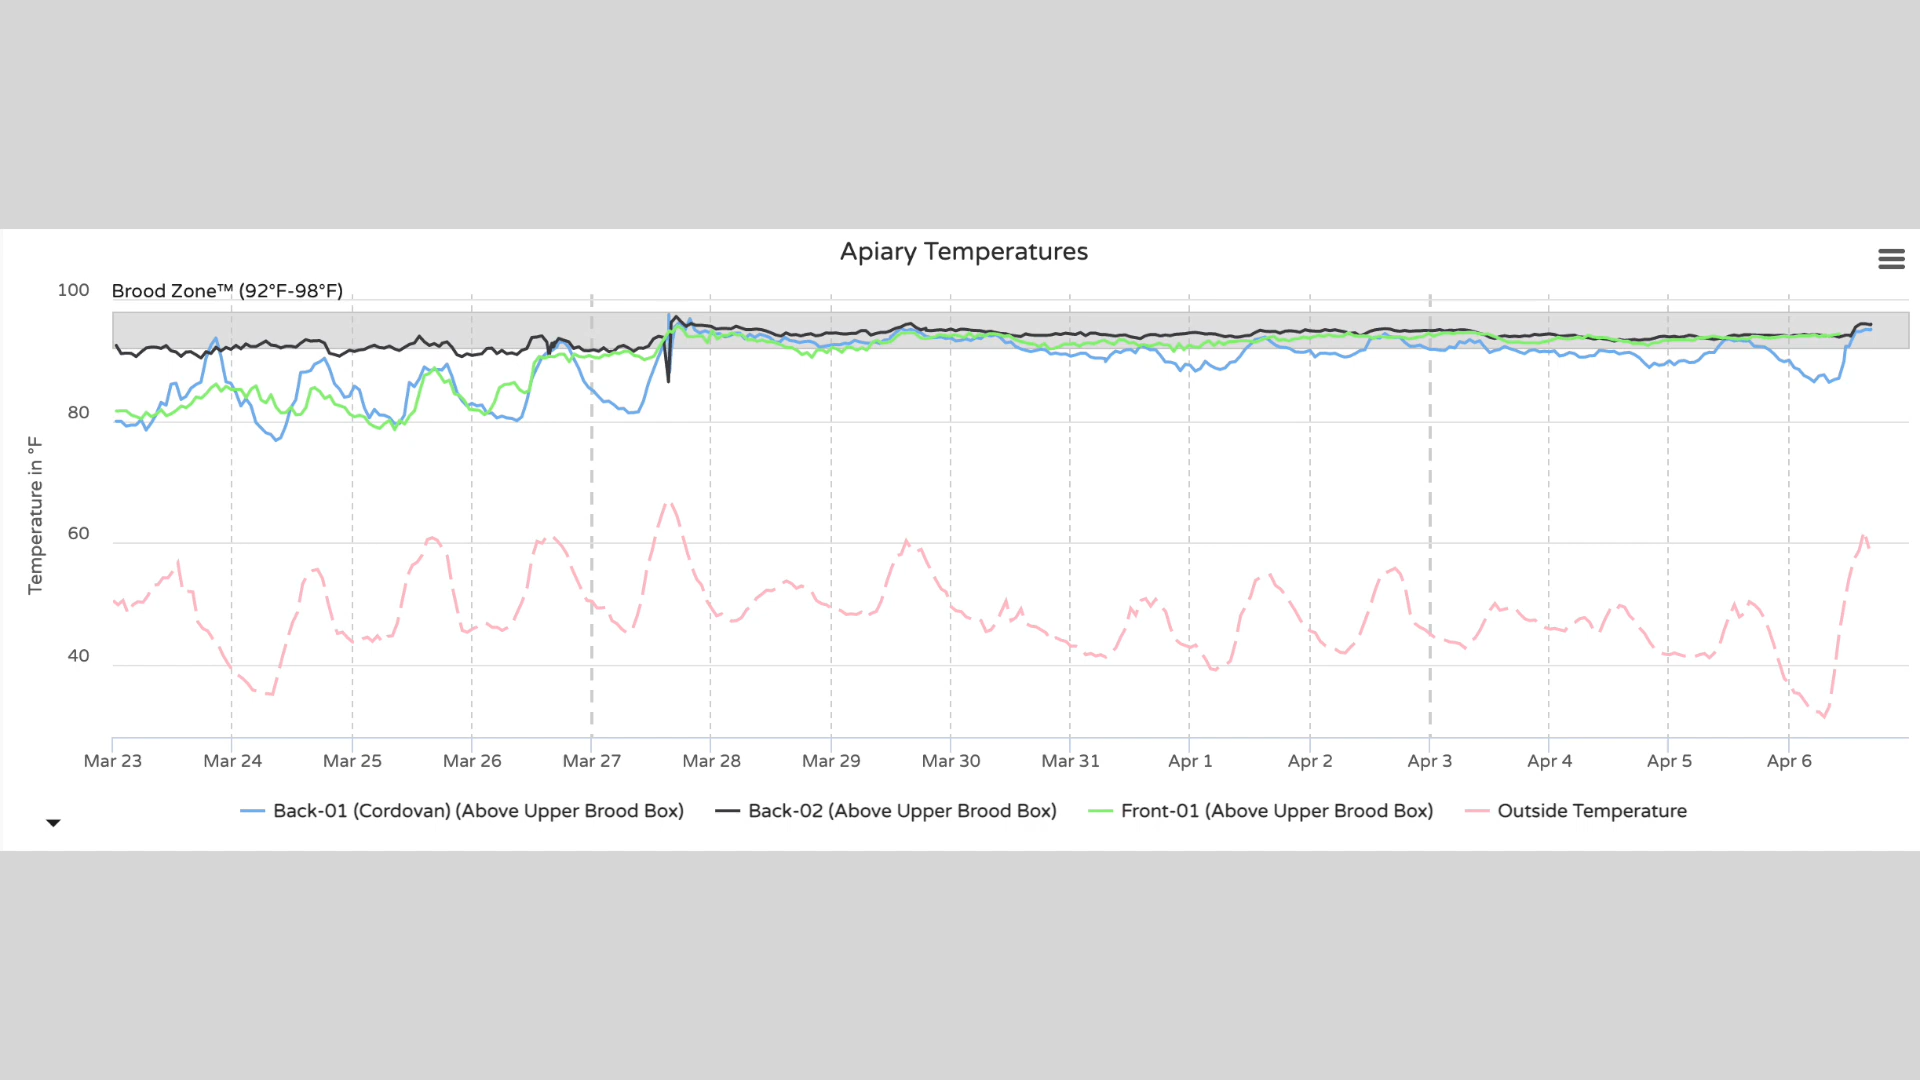 Apiary Temperatures
Brood Zone™ (92°F-98°F)
100
80
60
40
Temperature in °F
Mar 23 Mar 24 Mar 25 Mar 26 Mar 27 Mar 28 Mar 29 Mar 30 Mar 31 Apr 1 Apr 2 Apr 3 Apr 4 Apr 5 Apr 6
Back-01 (Cordovan) (Above Upper Brood Box) Back-02 (Above Upper Brood Box) Front-01 (Above Upper Brood Box) Outside Temperature